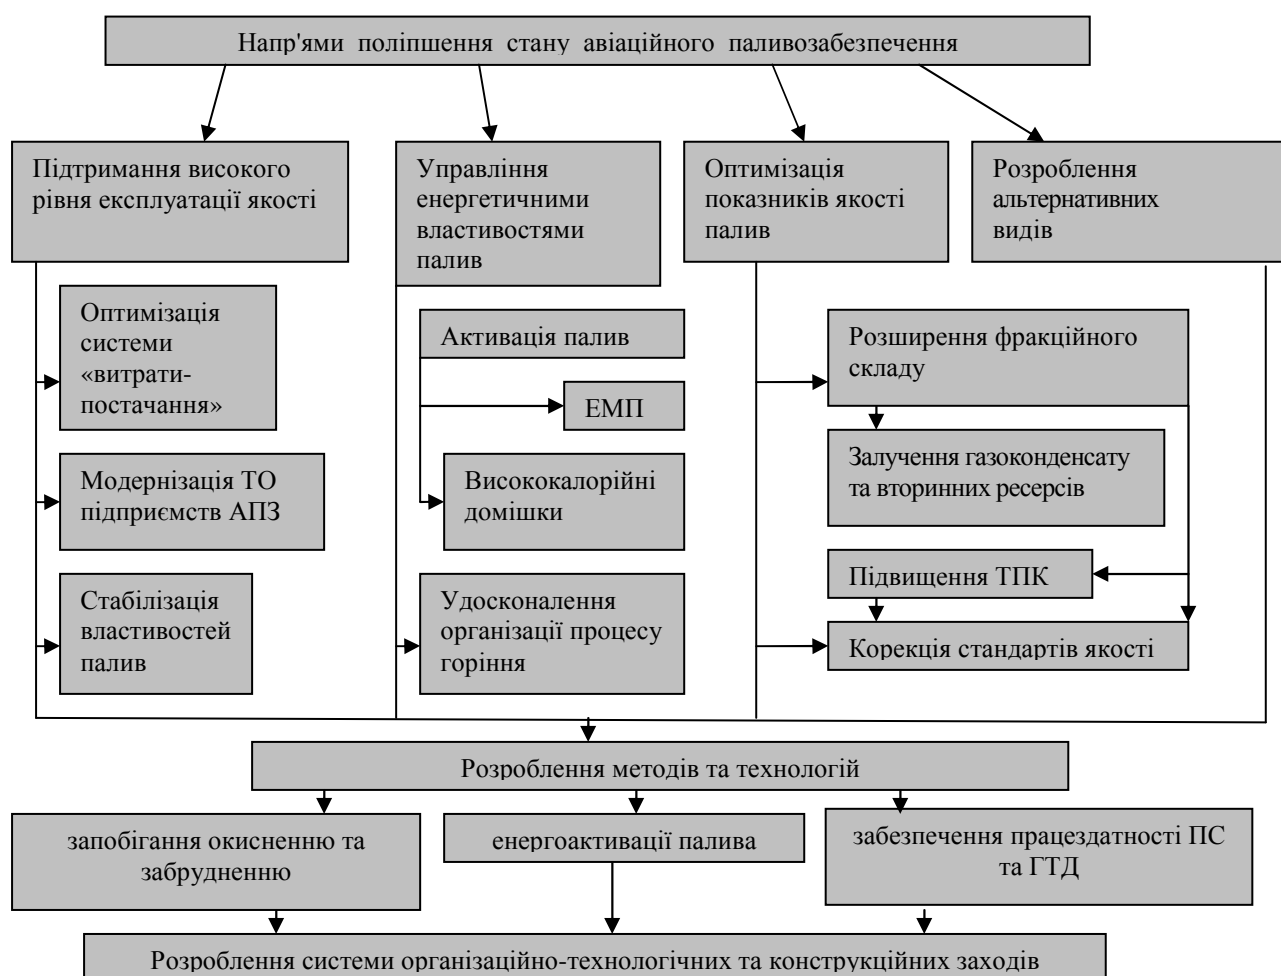 Напр'ями поліпшення стану авіаційного паливозабезпечення
Підтримання високого
рівня експлуатації якості
Управління
енергетичними
властивостями
палив
Оптимізація
показників якості
палив
Розроблення
альтернативних
видів
Оптимізація
системи
«витрати-
постачання»
Модернізація ТО
підприємств АПЗ
Стабілізація
властивостей
палив
Активація палив
ЕМП
Висококалорійні
домішки
Удосконалення
організації процесу
горіння
Розширення фракційного
складу
Залучення газоконденсату
та вторинних ресерсів
Підвищення ТПК
Корекція стандартів якості
Розроблення методів та технологій
запобігання окисненню та
забрудненню
енергоактивації палива
забезпечення працездатності ПС
та ГТД
Розроблення системи організаційно-технологічних та конструкційних заходів